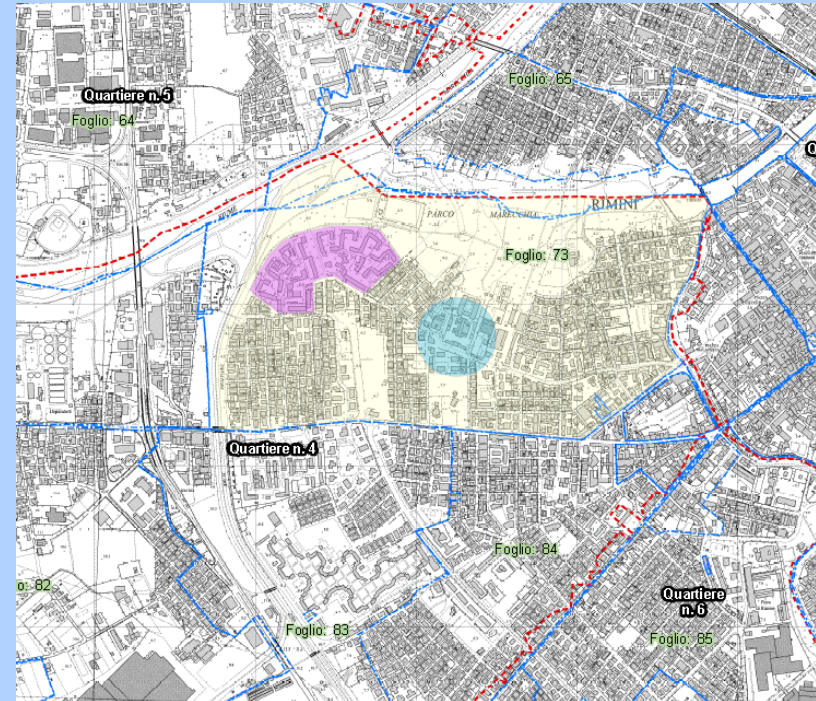 Foglio: 65
Quartiere n. 5
Foglio: 64
Q
RIMINI
PARCO
MARECCHIA
Foglio: 73
Quartiere n. 4
Foglio: 84
o: 82
Quartiere
n. 6
Foglio: 83
Foglio: 85